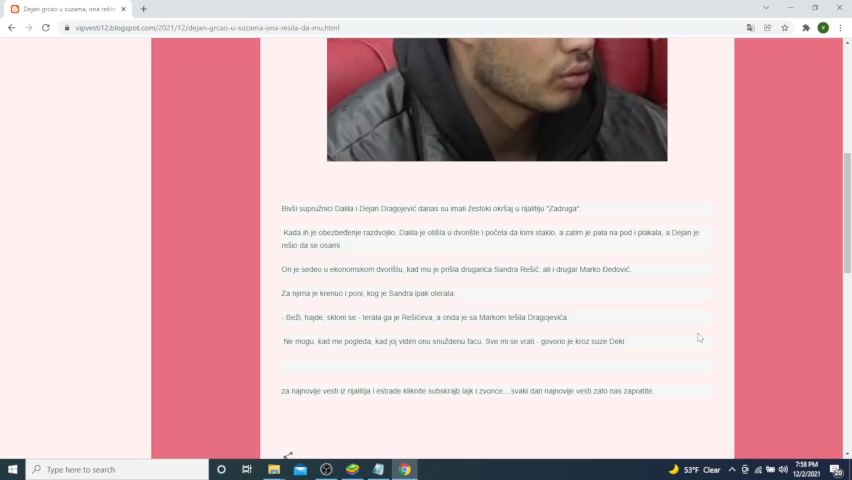 Dejan grcao u suzama, ona rešil
vipvesti12.blogspot.com/2021/12/dejan-grcao-u-suzama-ona-resila-da-mu.html
V
Bivši supružnici Dalila i Dejan Dragojević danas su imali žestoki okršaj u rijalitiju "Zadruga".
Kada ih je obezbeđenje razdvojilo, Dalila je otišla u dvorište i počela da lomi staklo, a zatim je pala na pod i plakala, a Dejan je
rešio da se osami.
On je sedeo u ekonomskom dvorištu, kad mu je prišla drugarica Sandra Rešić, ali i drugar Marko Đedović.
Za njima je krenuo i poni, kog je Sandra ipak oterala:
- Beži, hajde, skloni se - terala ga je Rešićeva, a onda je sa Markom tešila Dragojevića.
Ne mogu, kad me pogleda, kad joj vidim onu snuždenu facu. Sve mi se vrati - govorio je kroz suze Deki
za najnovije vesti iz rijalitija i estrade kliknite subskrajb lajk i zvonce....svaki dan najnovije vesti zato nas zapratite.
Type here to search
53°F Clear
7:58 PM
12/2/2021
20